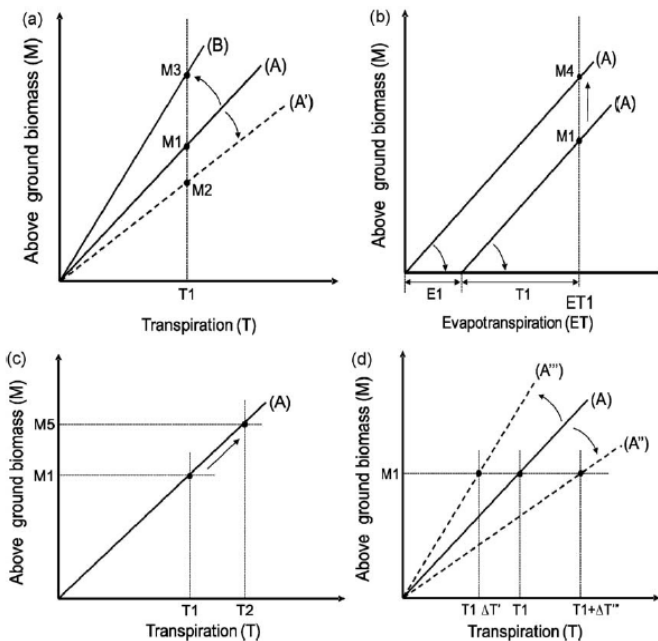 (a)
Above ground biomass (M)
(B)
M3
(A)
M1
(A')
M2
T1
Transpiration (T)
(b)
Above ground biomass (M)
(A)
M4
(A)
M1
E1
T1
ET1
Evapotranspiration (ET)
(c)
Above ground biomass (M)
(A)
M5
M1
T1
T2
Transpiration (T)
(d)
Above ground biomass (M)
(A''')
(A)
(A'')
M1
T1 ΔT'
T1
T1+ΔT'"
Transpiration (T)